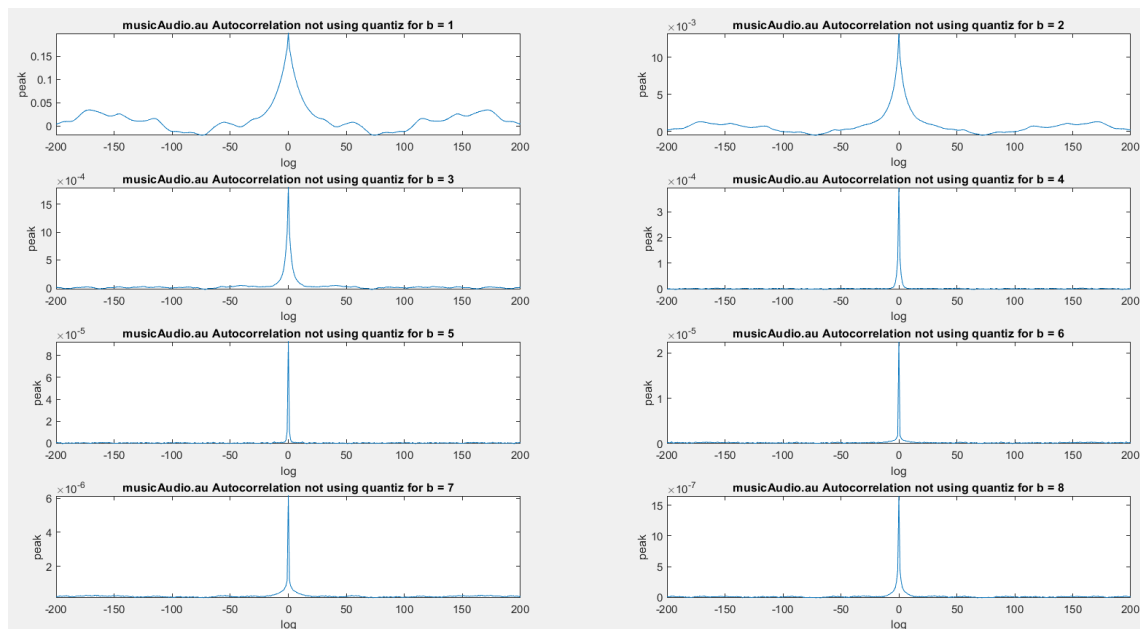 musicAudio.au Autocorrelation not using quantiz for b = 1
peak
0.15
0.1
0.05
0
-200 -150 -100 -50 0 50 100 150 200
log
musicAudio.au Autocorrelation not using quantiz for b = 2
×10-3
peak
10
5
0
-200 -150 -100 -50 0 50 100 150 200
log
musicAudio.au Autocorrelation not using quantiz for b = 3
×10-4
peak
15
10
5
0
-200 -150 -100 -50 0 50 100 150 200
log
musicAudio.au Autocorrelation not using quantiz for b = 4
×10-4
peak
3
2
1
0
-200 -150 -100 -50 0 50 100 150 200
log
musicAudio.au Autocorrelation not using quantiz for b = 5
×10-5
peak
8
6
4
2
0
-200 -150 -100 -50 0 50 100 150 200
log
musicAudio.au Autocorrelation not using quantiz for b = 6
×10-5
peak
2
1
0
-200 -150 -100 -50 0 50 100 150 200
log
musicAudio.au Autocorrelation not using quantiz for b = 7
×10-6
peak
6
4
2
-200 -150 -100 -50 0 50 100 150 200
log
musicAudio.au Autocorrelation not using quantiz for b = 8
×10-7
peak
15
10
5
0
-200 -150 -100 -50 0 50 100 150 200
log